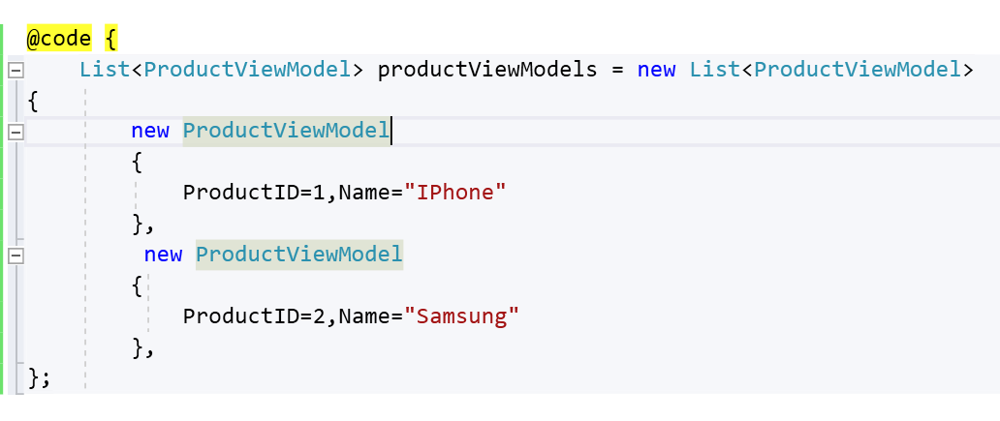 @code {
List<ProductViewModel> productViewModels = new List<ProductViewModel>
{
new ProductViewModel
{
ProductID=1,Name="IPhone"
},
new ProductViewModel
{
ProductID=2,Name="Samsung"
},
};